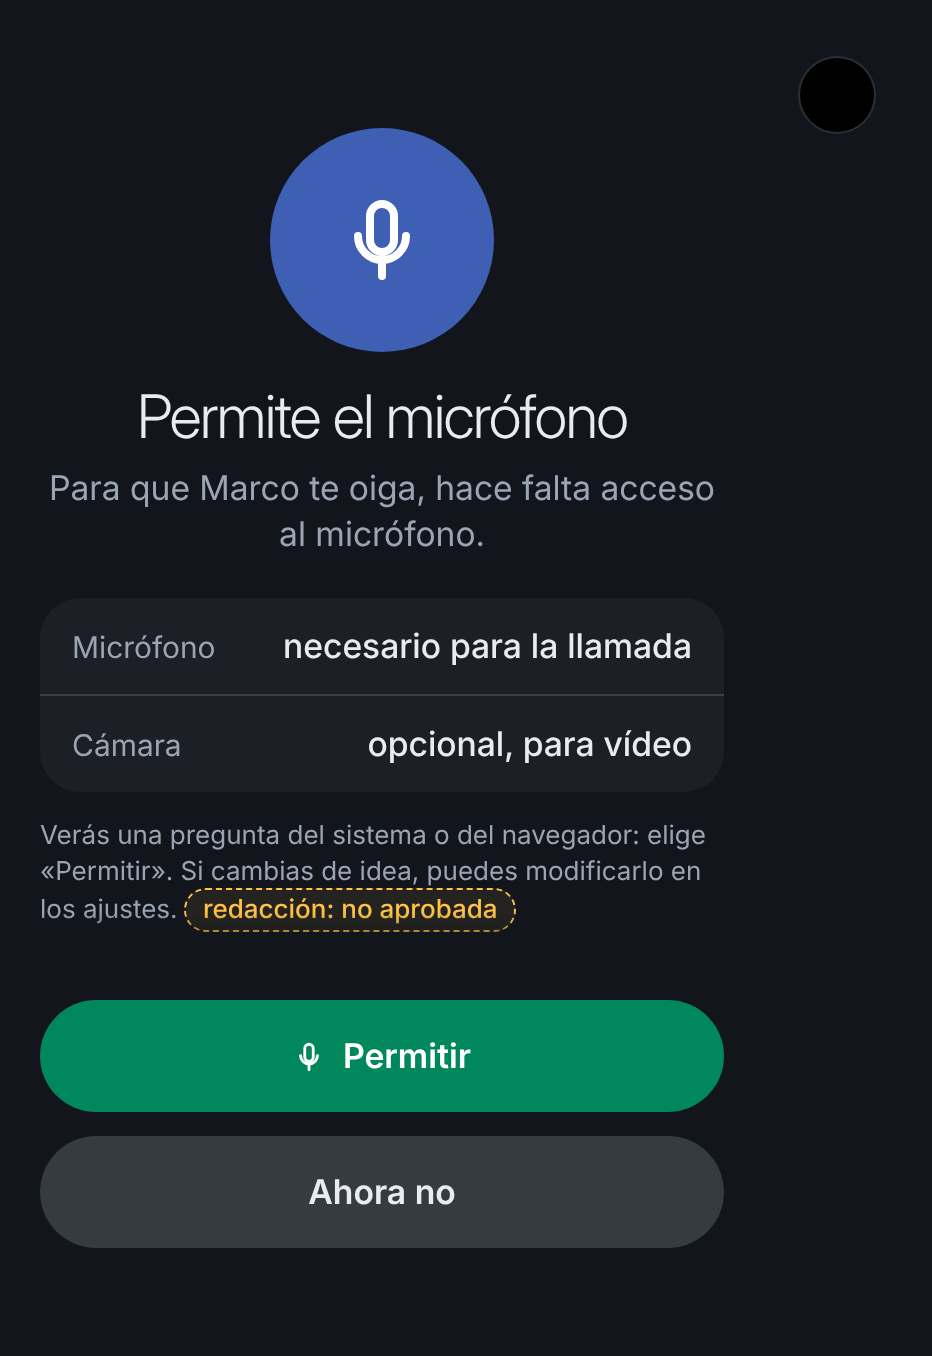 Permite el micrófono
Para que Marco te oiga, hace falta acceso
al micrófono.
Micrófono necesario para la llamada
Cámara opcional, para vídeo
Verás una pregunta del sistema o del navegador: elige
«Permitir». Si cambias de idea, puedes modificarlo en
los ajustes. redacción: no aprobada
Permitir
Ahora no